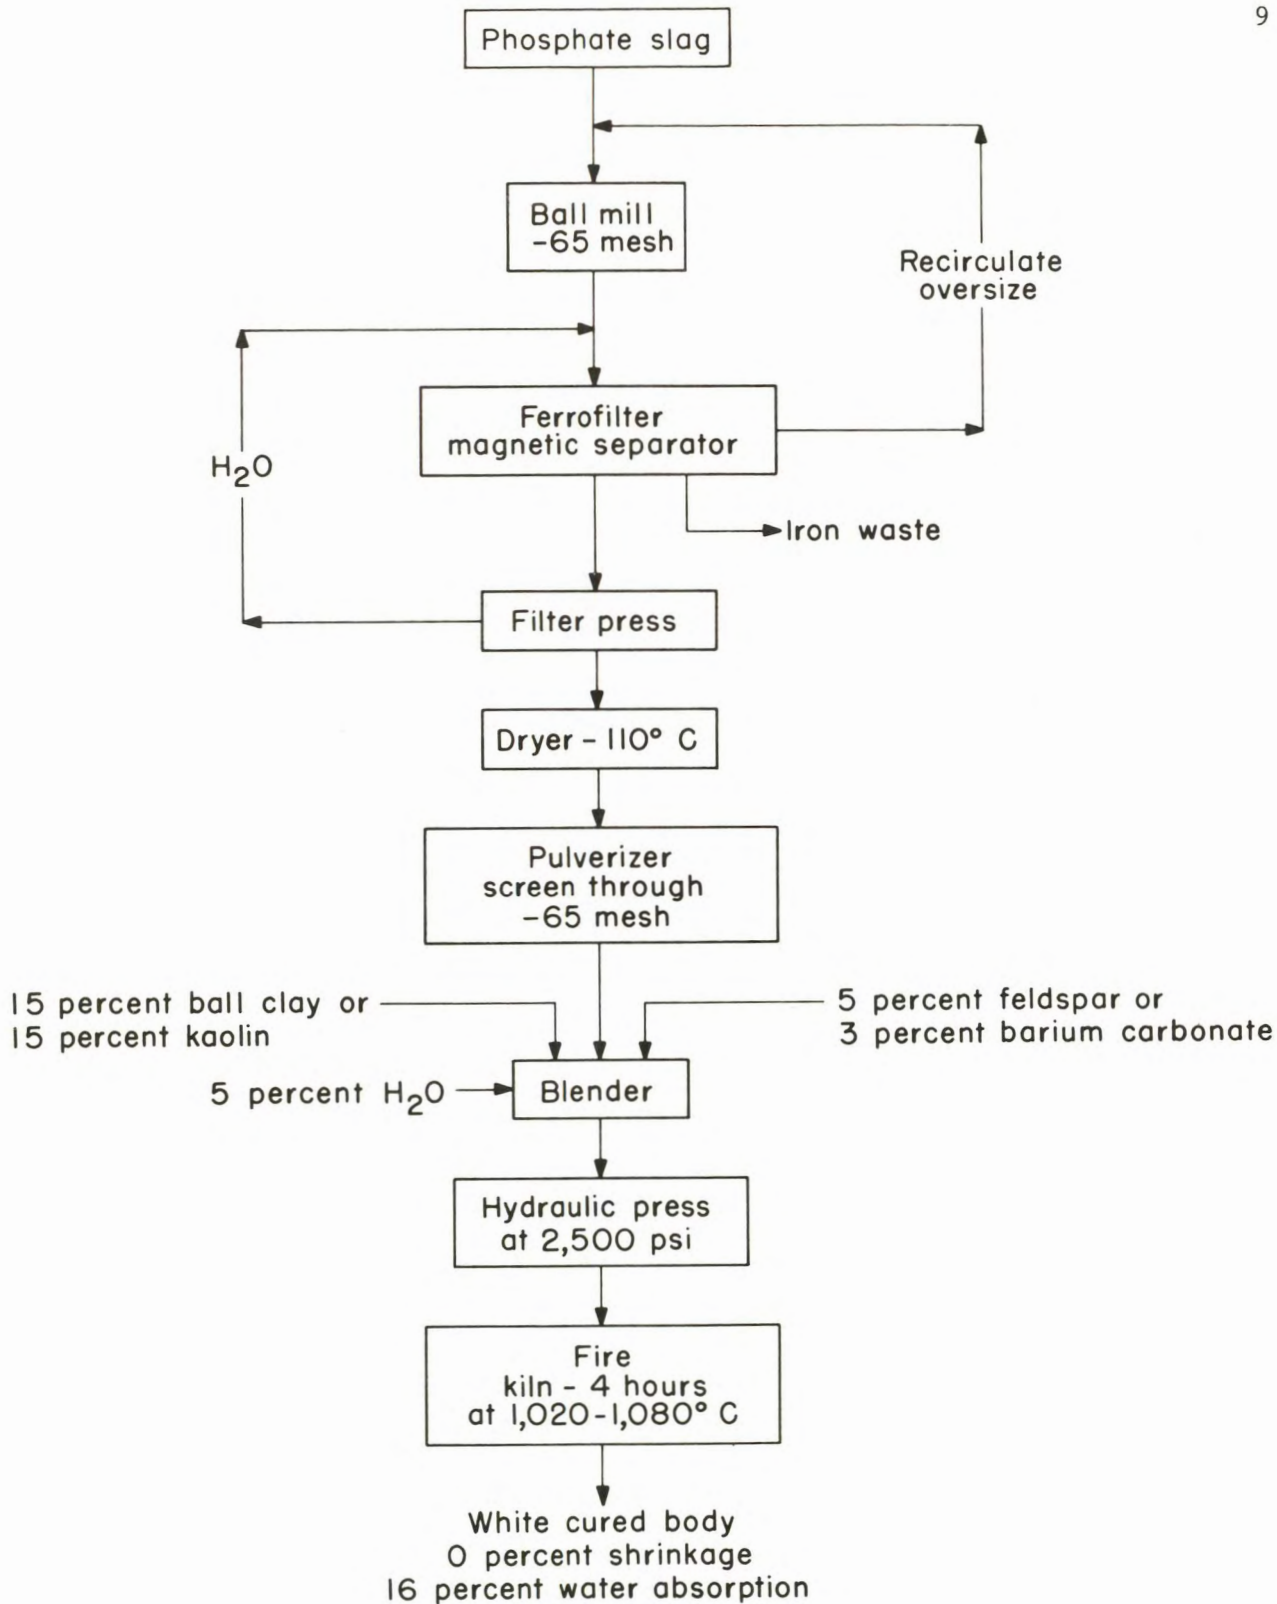 9
Phosphate slag
Ball mill
-65 mesh
Recirculate
oversize
Ferrofilter
magnetic separator
H₂O
Iron waste
Filter press
Dryer - 110° C
Pulverizer
screen through
-65 mesh
15 percent ball clay or
15 percent kaolin
5 percent feldspar or
3 percent barium carbonate
5 percent H₂O
Blender
Hydraulic press
at 2,500 psi
Fire
kiln - 4 hours
at 1,020-1,080° C
White cured body
0 percent shrinkage
16 percent water absorption